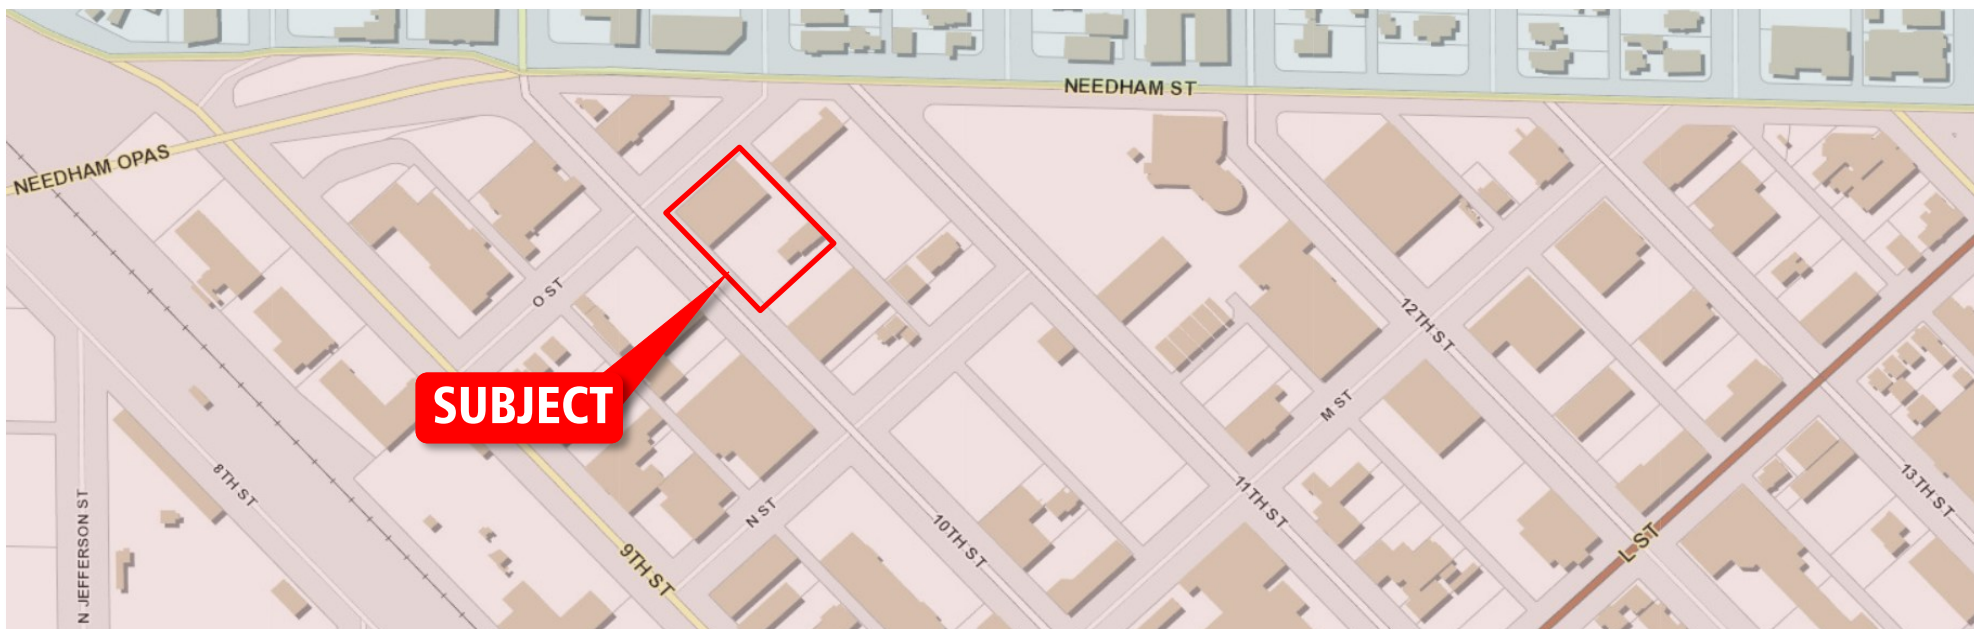 NEEDHAM ST
NEEDHAM OPAS
O ST
12TH ST
SUBJECT
M ST
8TH ST
N JEFFERSON ST
N ST
11TH ST
13TH ST
10TH ST
9TH ST
L ST